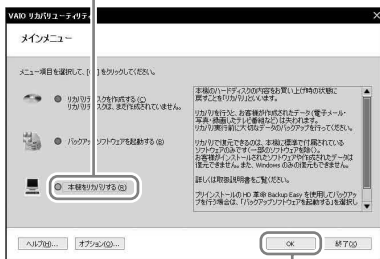 VAIO リカバリユーティリティ
メインメニュー
メニュー項目を選択して、[ ]をクリックしてください。
リカバリディスクを作成する(C)
リカバリディスクは、まだ作成されていません。
バックアップソフトウェアを起動する(B)
本機をリカバリする(R)
本機のハードディスクの内容をお買い上げ時の状態に
戻すことを「リカバリ」といいます。
リカバリを行うと、お客様が作成されたデータ(電子メール・
写真・録画したテレビ番組など)は失われます。
リカバリ実行前に大切なデータのバックアップを行ってください。
リカバリで復元できるのは、本機に標準で付属されている
ソフトウェアのみです(一部のソフトウェアを除く)。
お客様がインストールされたソフトウェアや作成されたデータは
復元できません。また、Windows のみの復元もできません。
詳しくは取扱説明書をご覧ください。
プリインストールのHD 革命 Backup Easy を使用してバックアッ
プを行う場合は、「バックアップソフトウェアを起動する」を選択し
ヘルプ(H)...
オプション(O)...
OK
終了(X)